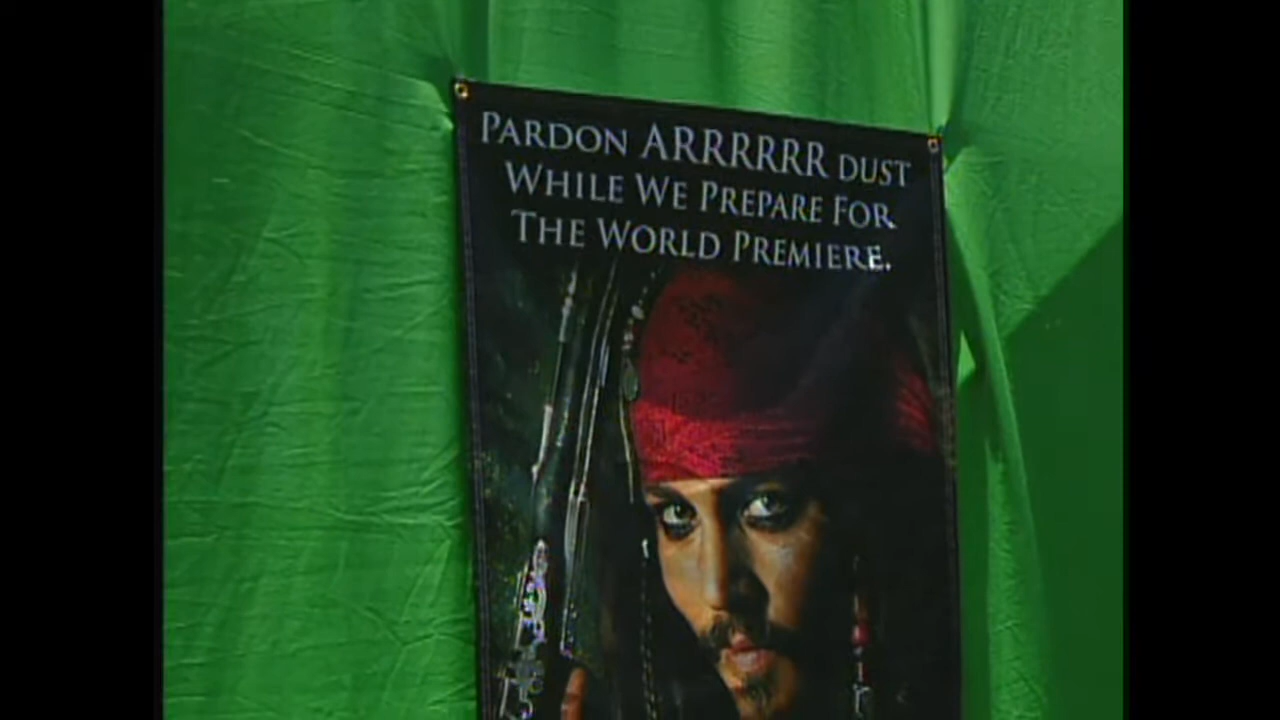 PARDON ARRRRRR DUST
WHILE WE PREPARE FOR
THE WORLD PREMIERE.